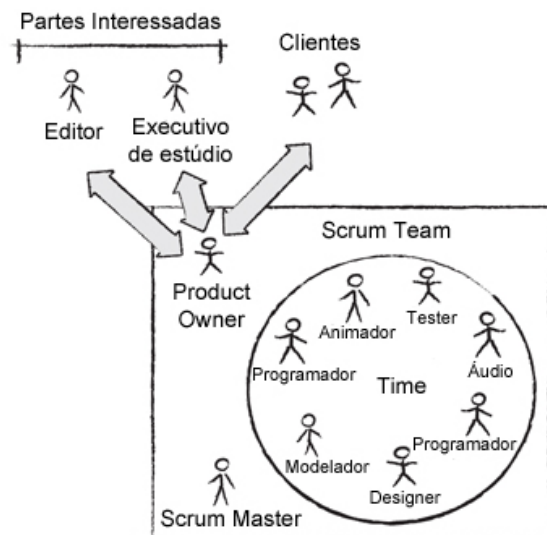 Partes Interessadas
Clientes
Editor
Executivo
de estúdio
Scrum Team
Product
Owner
Animador
Tester
Programador
Time
Áudio
Programador
Modelador
Designer
Scrum Master